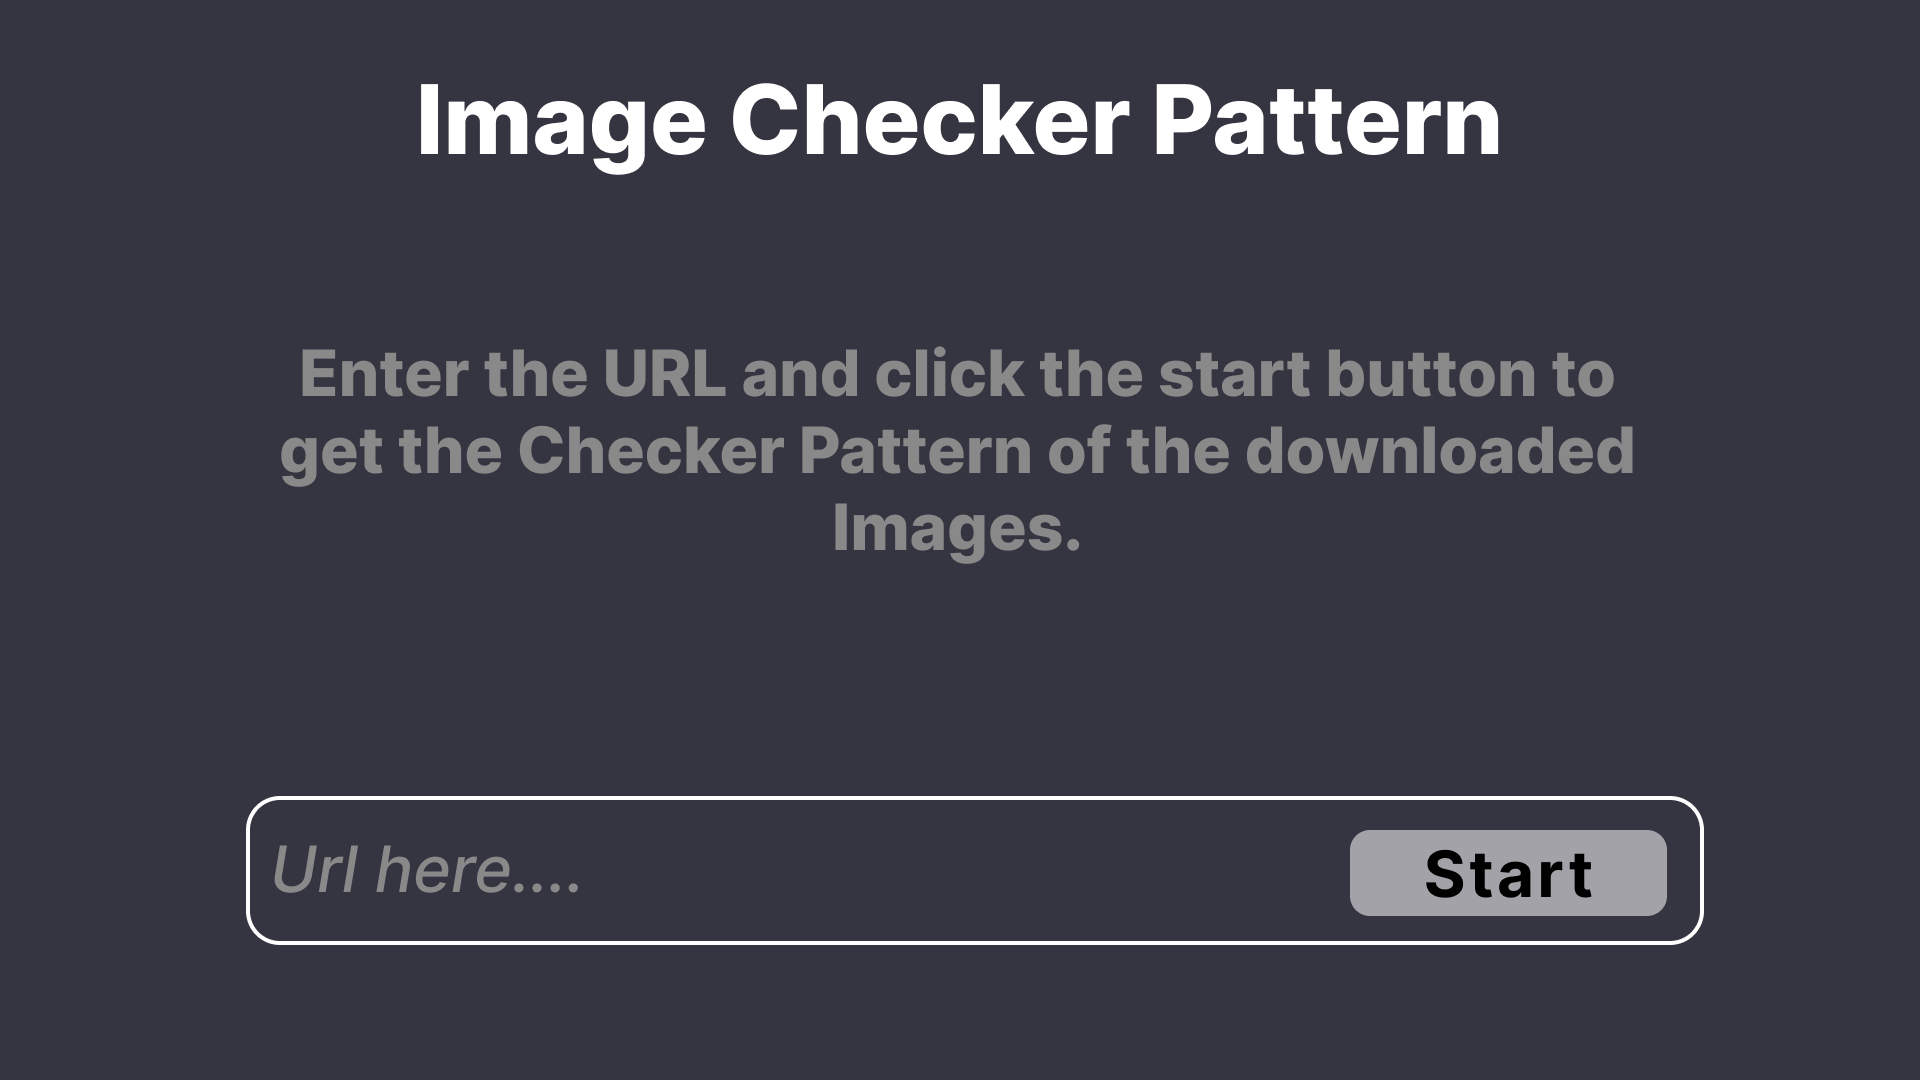 Image Checker Pattern
Enter the URL and click the start button to
get the Checker Pattern of the downloaded
Images.
Url here....
Start